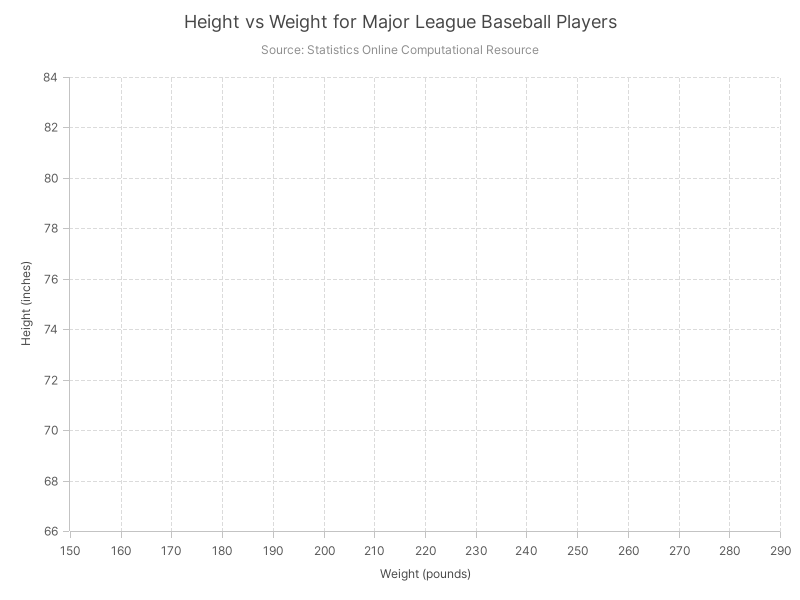 Height vs Weight for Major League Baseball Players
Source: Statistics Online Computational Resource
84
82
80
78
76
74
72
70
68
66
Height (inches)
150 160 170 180 190 200 210 220 230 240 250 260 270 280 290
Weight (pounds)